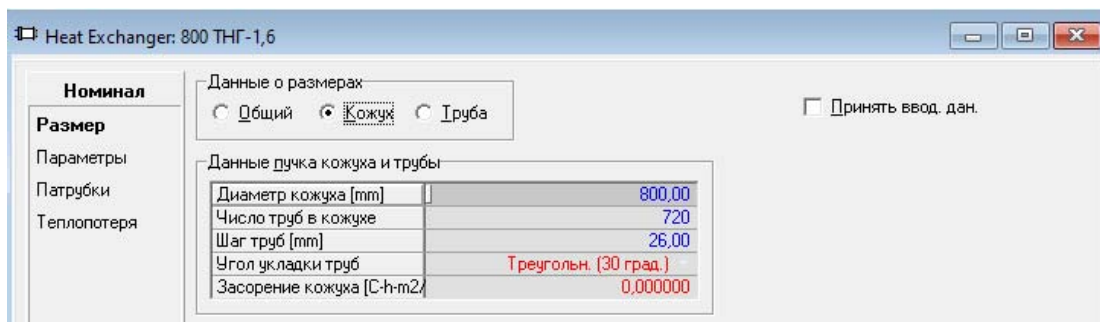 Heat Exchanger: 800 ТНГ-1,6
Номинал
Размер
Параметры
Патрубки
Теплопотеря
Данные о размерах
Общий Кожух Труба
Принять ввод. дан.
Данные пучка кожуха и трубы
Диаметр кожуха [mm] 800,00
Число труб в кожухе 720
Шаг труб [mm] 26,00
Угол укладки труб Треугольн. (30 град.)
Засорение кожуха [C-h-m2/ 0,000000